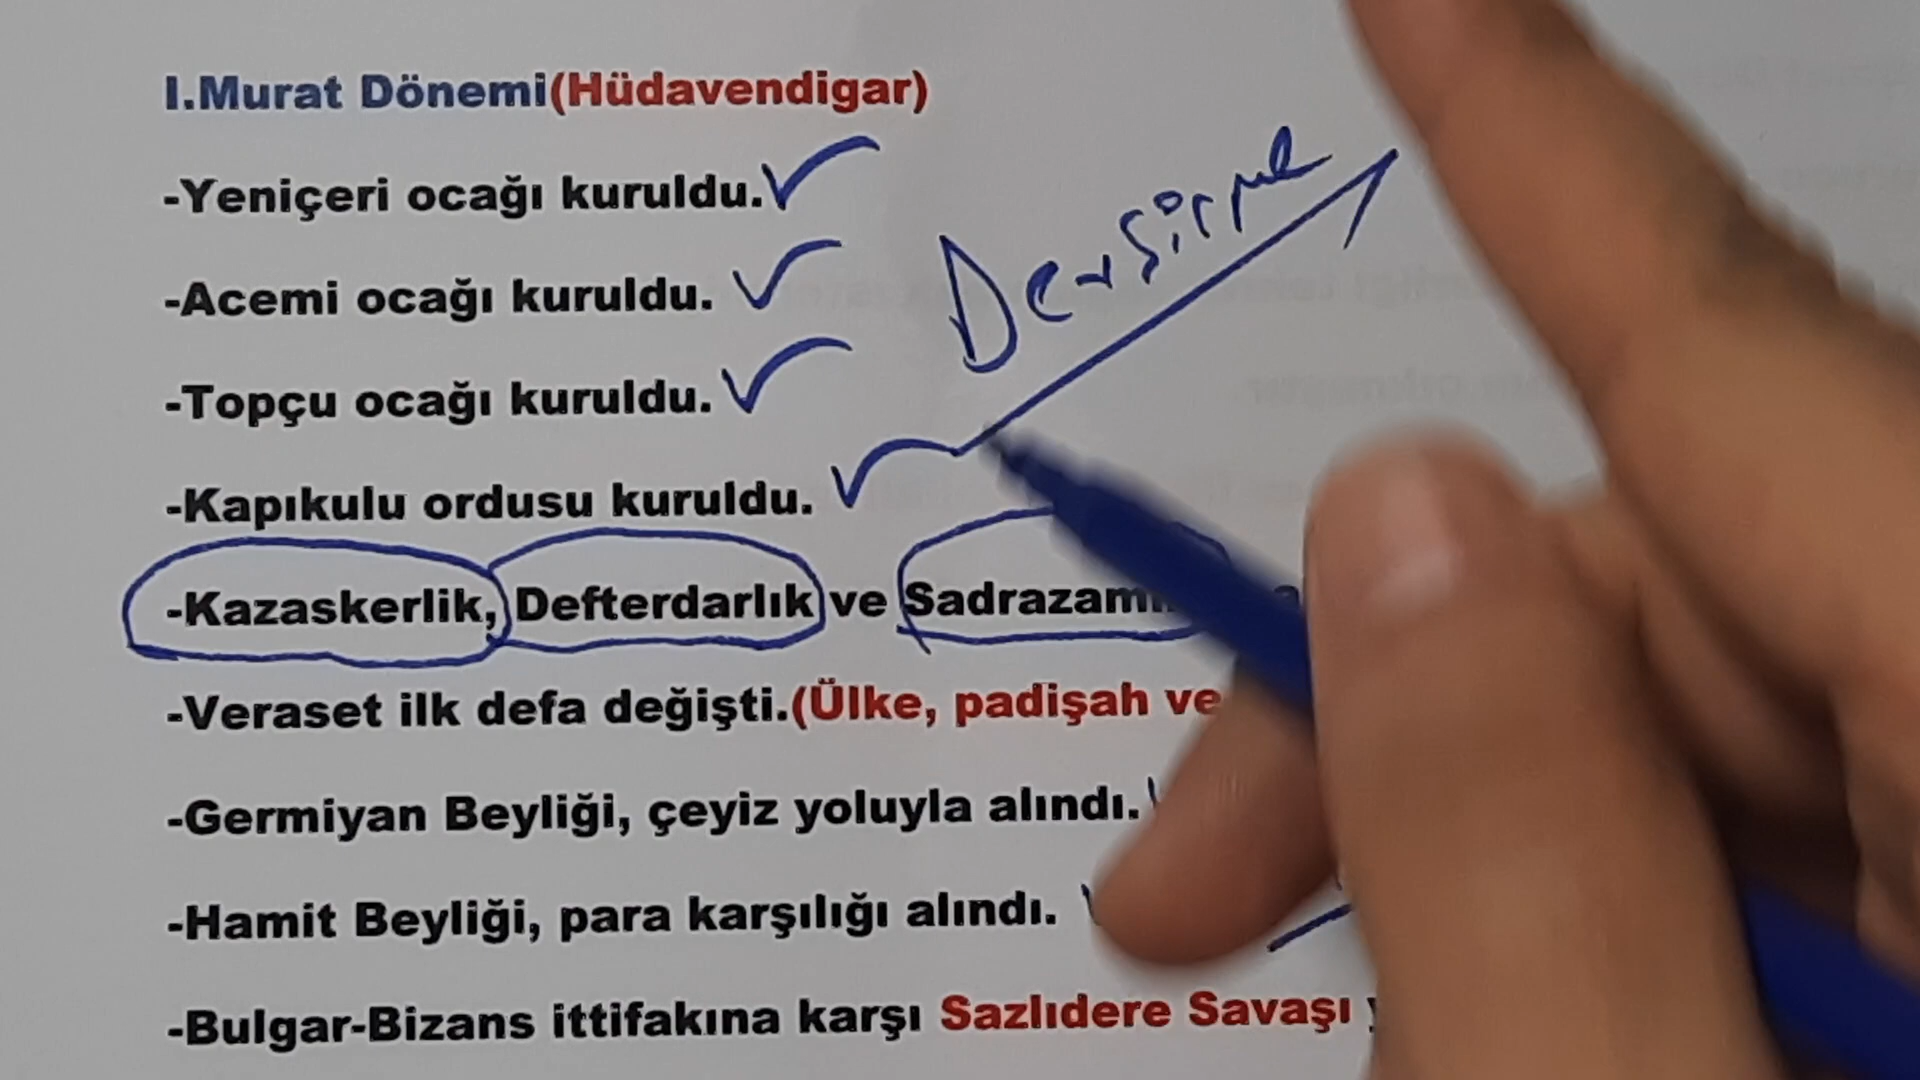 I.Murat Dönemi(Hüdavendigar)
-Yeniçeri ocağı kuruldu.
-Acemi ocağı kuruldu.
-Topçu ocağı kuruldu.
Devşirme
-Kapıkulu ordusu kuruldu.
-Kazaskerlik, Defterdarlık ve
-Veraset ilk defa değişti.(Ülke, padişah ve
-Germiyan Beyliği, çeyiz yoluyla alındı.
-Hamit Beyliği, para karşılığı alındı.
-Bulgar-Bizans ittifakına karşı Sazlıdere Savaşı